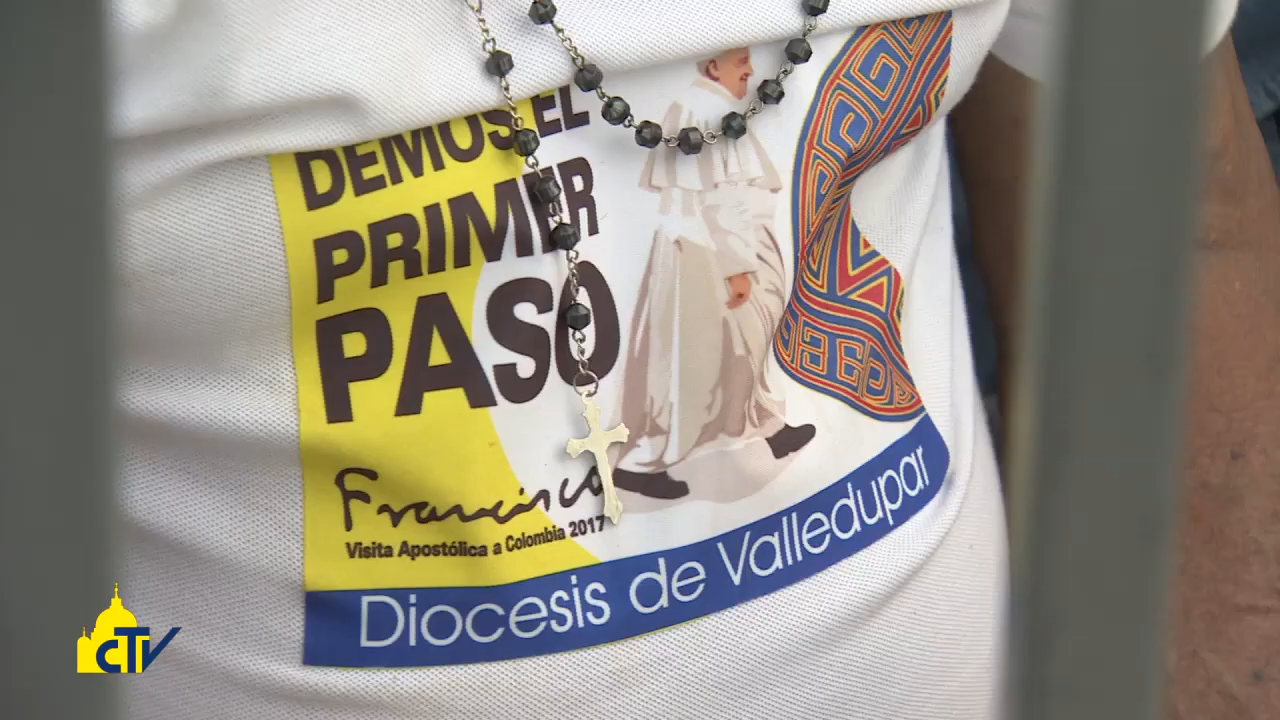 DEMOS EL
PRIMER
PASO
Francisco
Visita Apostólica a Colombia 2017
Diocesis de Valledupar
CTV